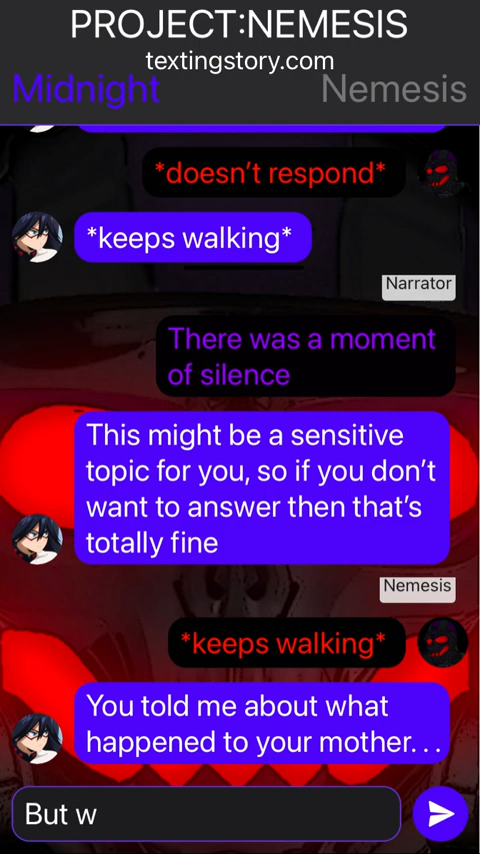 PROJECT:NEMESIS
textingstory.com
Midnight
Nemesis
*doesn’t respond*
*keeps walking*
Narrator
There was a moment
of silence
This might be a sensitive
topic for you, so if you don’t
want to answer then that’s
totally fine
Nemesis
*keeps walking*
You told me about what
happened to your mother. . .
But w